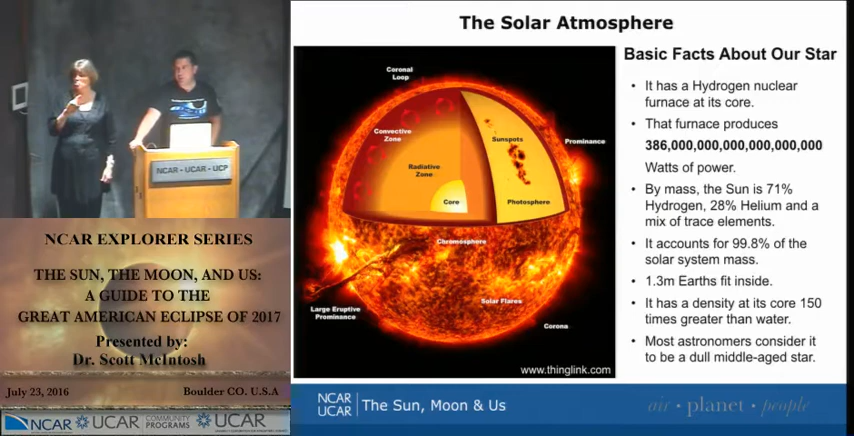 NCAR - UCAR - UCP
NCAR EXPLORER SERIES
THE SUN, THE MOON, AND US:
A GUIDE TO THE
GREAT AMERICAN ECLIPSE OF 2017
Presented by:
Dr. Scott McIntosh
July 23, 2016
Boulder CO. U.S.A
NCAR
UCAR
COMMUNITY
PROGRAMS
UCAR
The Solar Atmosphere
Coronal
Loop
Convective
Zone
Sunspots
Prominance
Radiative
Zone
Core
Photosphere
Chromosphere
Large Eruptive
Prominance
Solar Flares
Corona
www.thinglink.com
Basic Facts About Our Star
• It has a Hydrogen nuclear
furnace at its core.
• That furnace produces
386,000,000,000,000,000,000
Watts of power.
• By mass, the Sun is 71%
Hydrogen, 28% Helium and a
mix of trace elements.
• It accounts for 99.8% of the
solar system mass.
• 1.3m Earths fit inside.
• It has a density at its core 150
times greater than water.
• Most astronomers consider it
to be a dull middle-aged star.
NCAR
UCAR
The Sun, Moon & Us
air • planet • people